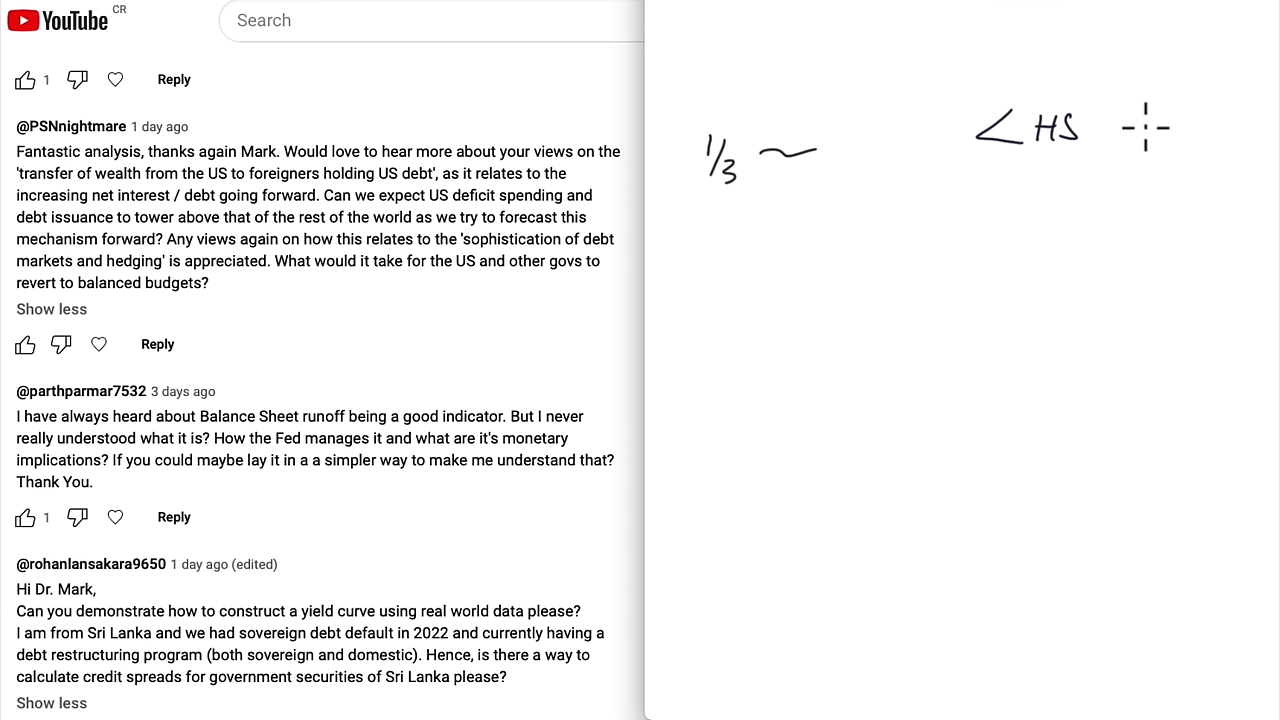 YouTube CR
Search
1 Reply
@PSNnightmare 1 day ago
Fantastic analysis, thanks again Mark. Would love to hear more about your views on the
'transfer of wealth from the US to foreigners holding US debt', as it relates to the
increasing net interest / debt going forward. Can we expect US deficit spending and
debt issuance to tower above that of the rest of the world as we try to forecast this
mechanism forward? Any views again on how this relates to the 'sophistication of debt
markets and hedging' is appreciated. What would it take for the US and other govs to
revert to balanced budgets?
Show less
Reply
@parthparmar7532 3 days ago
I have always heard about Balance Sheet runoff being a good indicator. But I never
really understood what it is? How the Fed manages it and what are it's monetary
implications? If you could maybe lay it in a a simpler way to make me understand that?
Thank You.
1 Reply
@rohanlansakara9650 1 day ago (edited)
Hi Dr. Mark,
Can you demonstrate how to construct a yield curve using real world data please?
I am from Sri Lanka and we had sovereign debt default in 2022 and currently having a
debt restructuring program (both sovereign and domestic). Hence, is there a way to
calculate credit spreads for government securities of Sri Lanka please?
Show less
1/3 ~
< HS